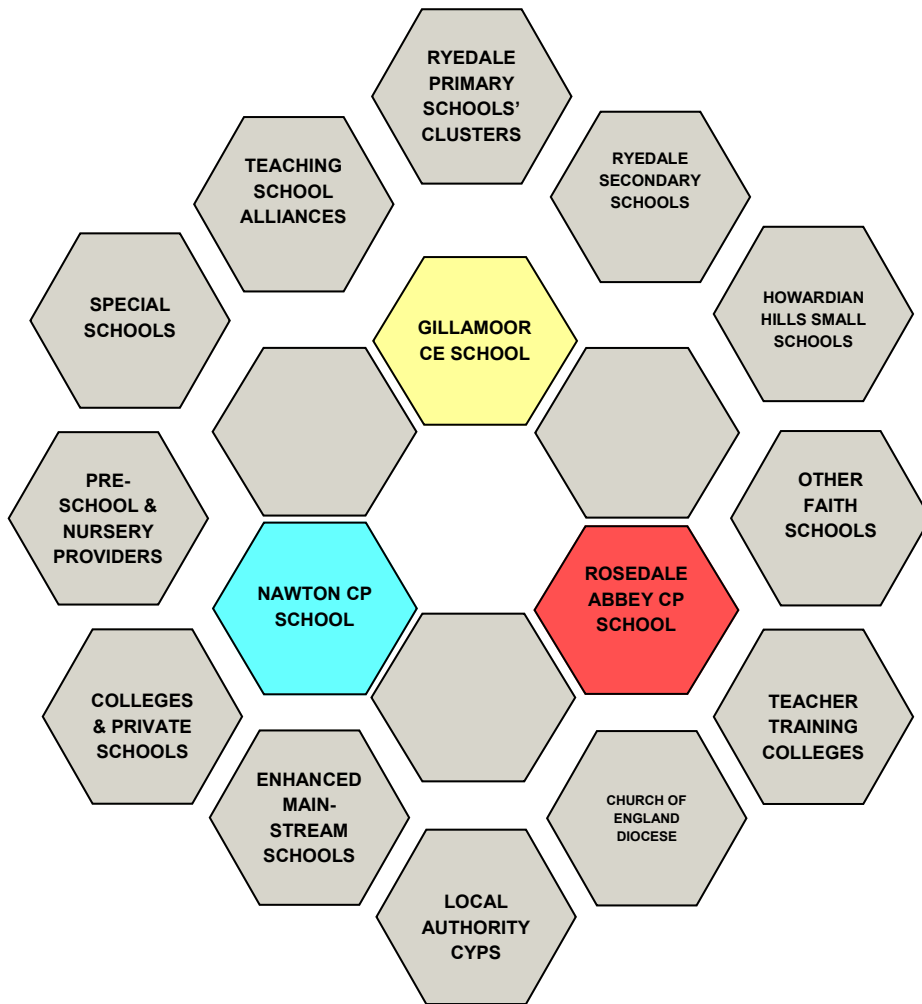 RYEDALE
PRIMARY
SCHOOLS’
CLUSTERS
TEACHING
SCHOOL
ALLIANCES
RYEDALE
SECONDARY
SCHOOLS
SPECIAL
SCHOOLS
HOWARDIAN
HILLS SMALL
SCHOOLS
GILLAMOOR
CE SCHOOL
PRE-
SCHOOL &
NURSERY
PROVIDERS
OTHER
FAITH
SCHOOLS
NAWTON CP
SCHOOL
ROSEDALE
ABBEY CP
SCHOOL
COLLEGES
& PRIVATE
SCHOOLS
TEACHER
TRAINING
COLLEGES
ENHANCED
MAIN-
STREAM
SCHOOLS
CHURCH OF
ENGLAND
DIOCESE
LOCAL
AUTHORITY
CYPS